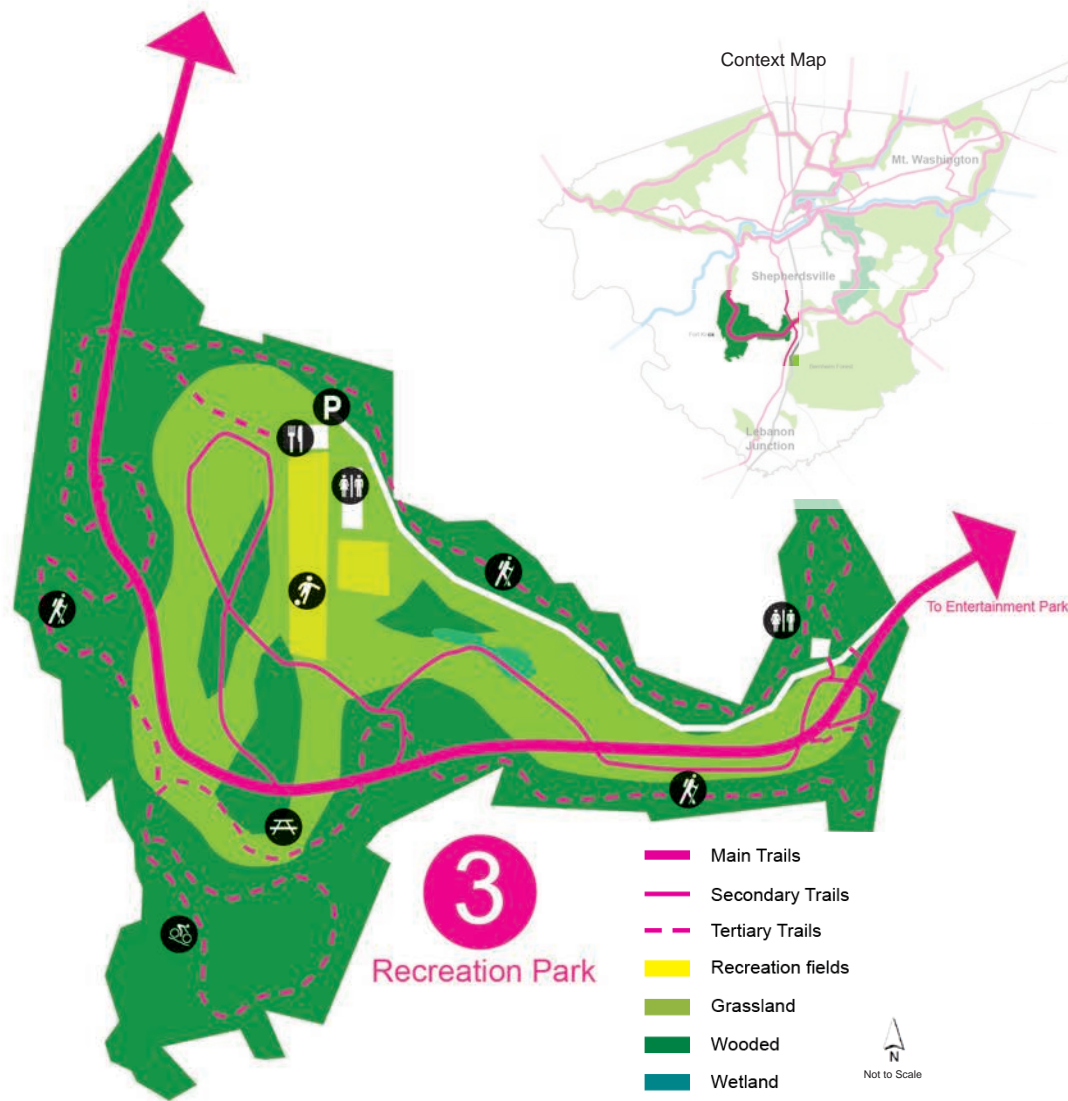 Context Map
Mt. Washington
Shepherdsville
Lebanon
Junction
P
To Entertainment Park
3
Recreation Park
Main Trails
Secondary Trails
Tertiary Trails
Recreation fields
Grassland
Wooded
Wetland
N
Not to Scale